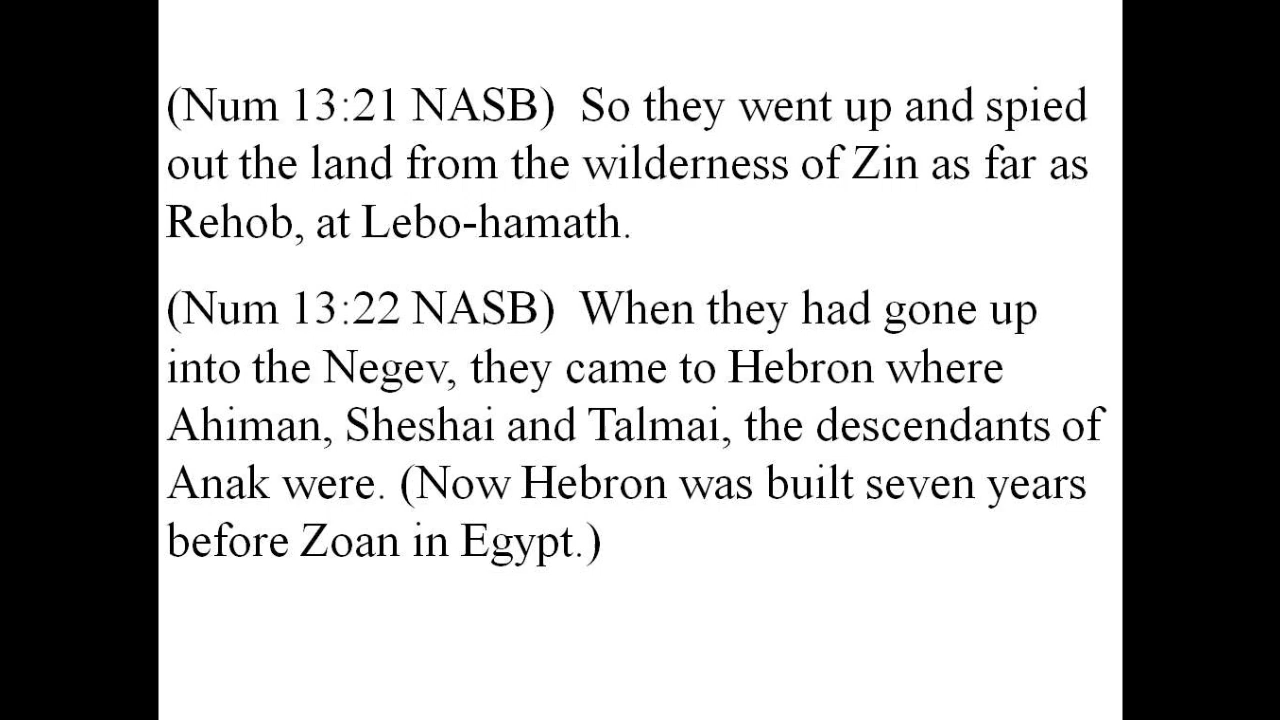 (Num 13:21 NASB)  So they went up and spied
out the land from the wilderness of Zin as far as
Rehob, at Lebo-hamath.
(Num 13:22 NASB)  When they had gone up
into the Negev, they came to Hebron where
Ahiman, Sheshai and Talmai, the descendants of
Anak were. (Now Hebron was built seven years
before Zoan in Egypt.)